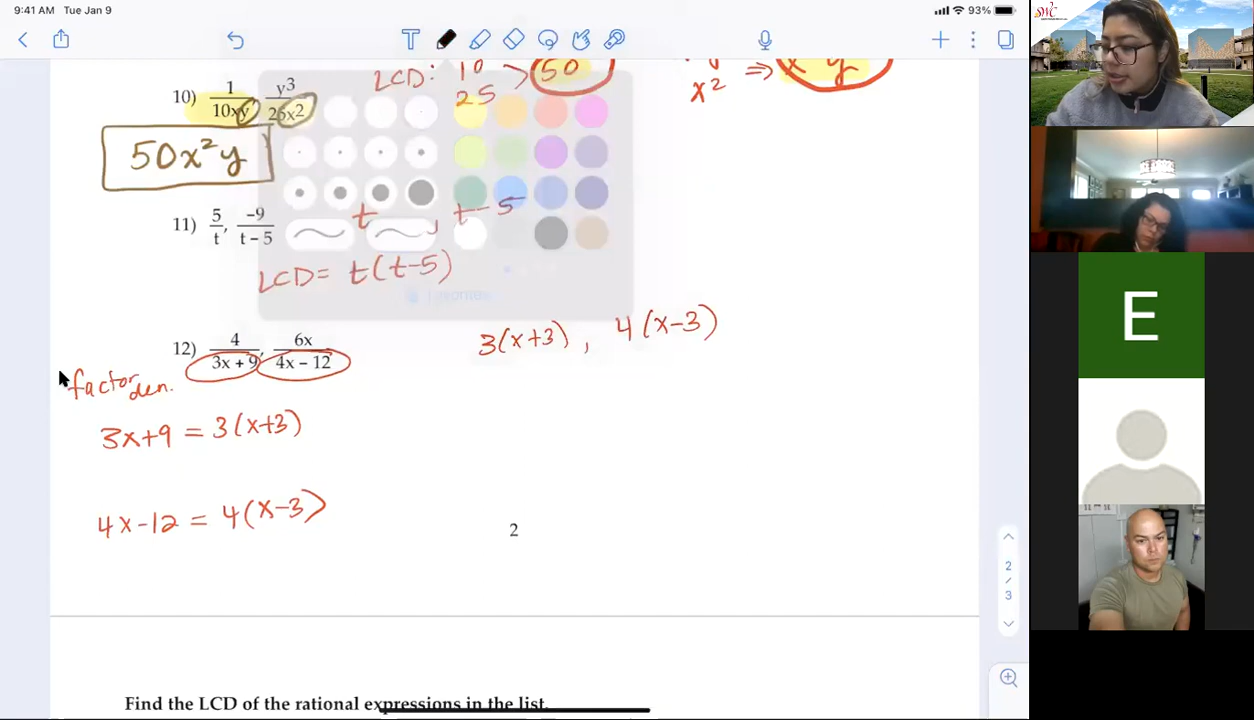 9:41 AM Tue Jan 9
93%
SWC
LCD: 10 > 50
25
x² ⇒ x² y
10) 1/10xy, y3/25x2
50x²y
t, t-5
11) 5/t, -9/t - 5
LCD = t(t-5)
Favorites
3(x+3), 4(x-3)
12) 4/3x + 9, 6x/4x - 12
factor den.
3x+9 = 3(x+3)
4x-12 = 4(x-3)
2
2
/
3
Find the LCD of the rational expressions in the list.
E